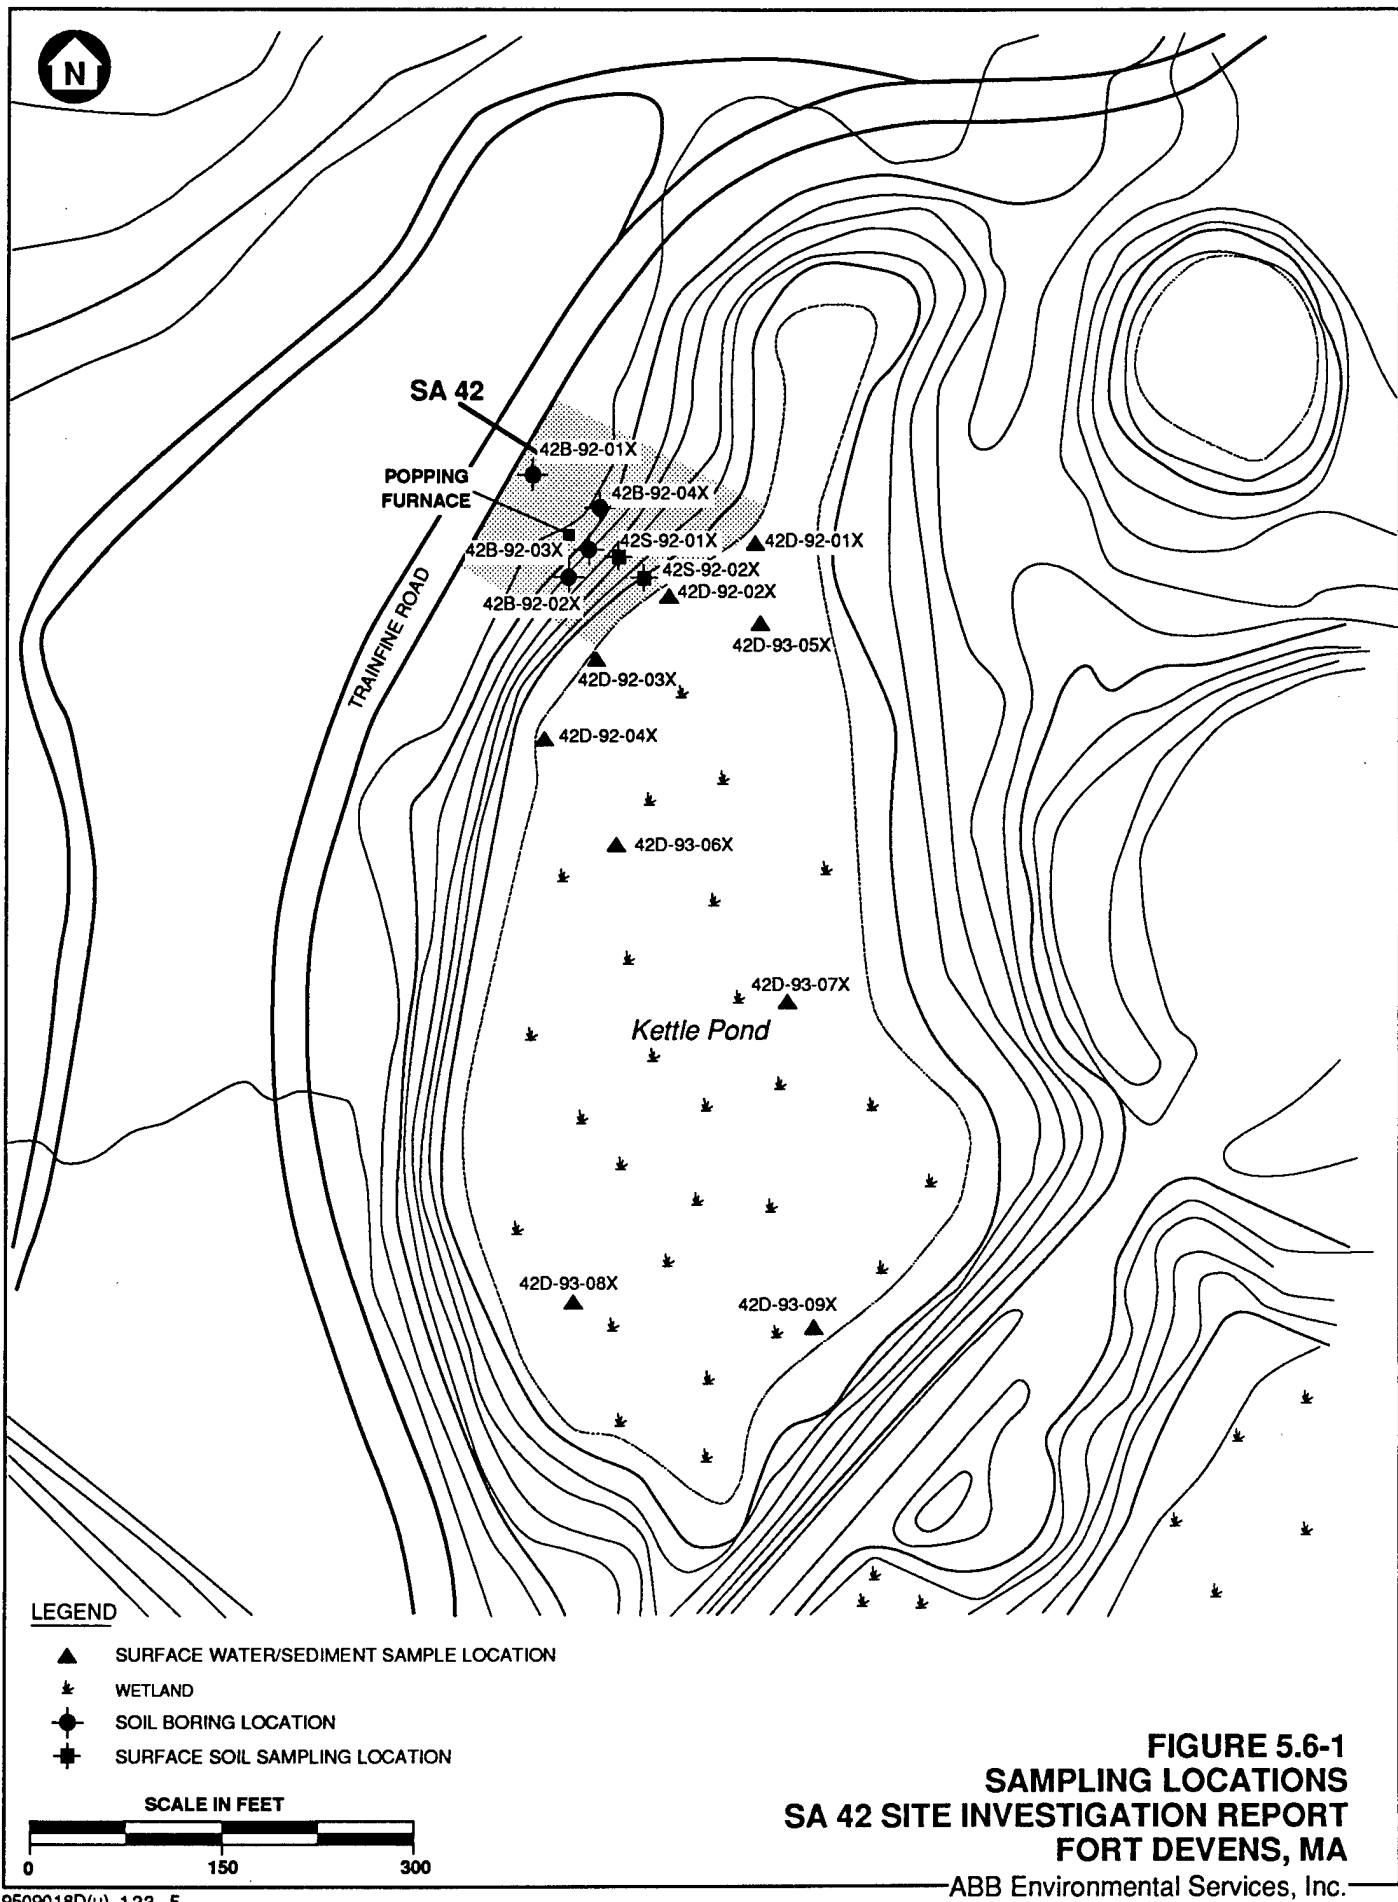 N
SA 42
42B-92-01X
POPPING
FURNACE
42B-92-04X
42B-92-03X
42S-92-01X
42D-92-01X
42S-92-02X
42B-92-02X
42D-92-02X
42D-93-05X
TRAINFINE ROAD
42D-92-03X
42D-92-04X
42D-93-06X
42D-93-07X
Kettle Pond
42D-93-08X
42D-93-09X
LEGEND
SURFACE WATER/SEDIMENT SAMPLE LOCATION
WETLAND
SOIL BORING LOCATION
SURFACE SOIL SAMPLING LOCATION
SCALE IN FEET
0 150 300
FIGURE 5.6-1
SAMPLING LOCATIONS
SA 42 SITE INVESTIGATION REPORT
FORT DEVENS, MA
ABB Environmental Services, Inc.